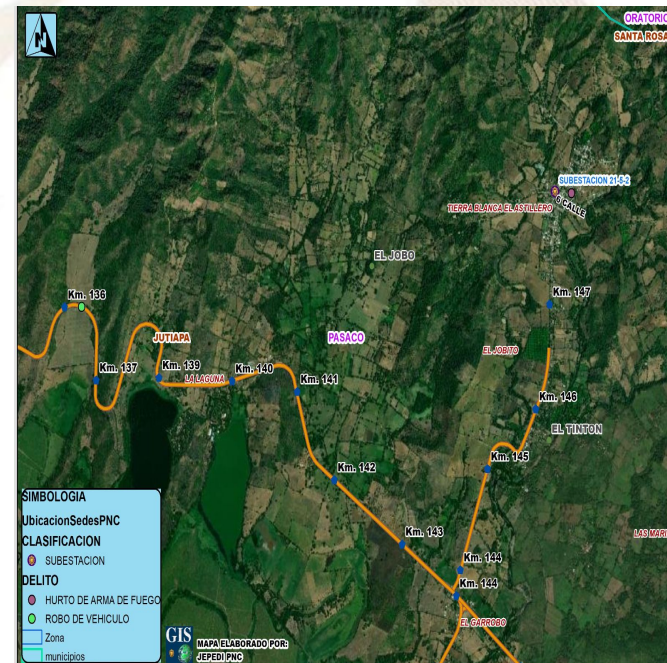 N
ORATORIO
SANTA ROSA
SUBESTACION 21-5-2
TIERRA BLANCA EL ASTILLERO
6 CALLE
EL JOBO
Km. 136
Km. 147
JUTIAPA
PASACO
EL JOBITO
Km. 137
Km. 139
LA LAGUNA
Km. 140
Km. 141
Km. 146
EL TINTON
Km. 145
Km. 142
SIMBOLOGIA
UbicacionSedesPNC
CLASIFICACION
SUBESTACION
DELITO
HURTO DE ARMA DE FUEGO
ROBO DE VEHICULO
Zona
municipios
LAS MARI
Km. 143
Km. 144
Km. 144
EL GARROBO
GIS
MAPA ELABORADO POR:
JEPEDI PNC